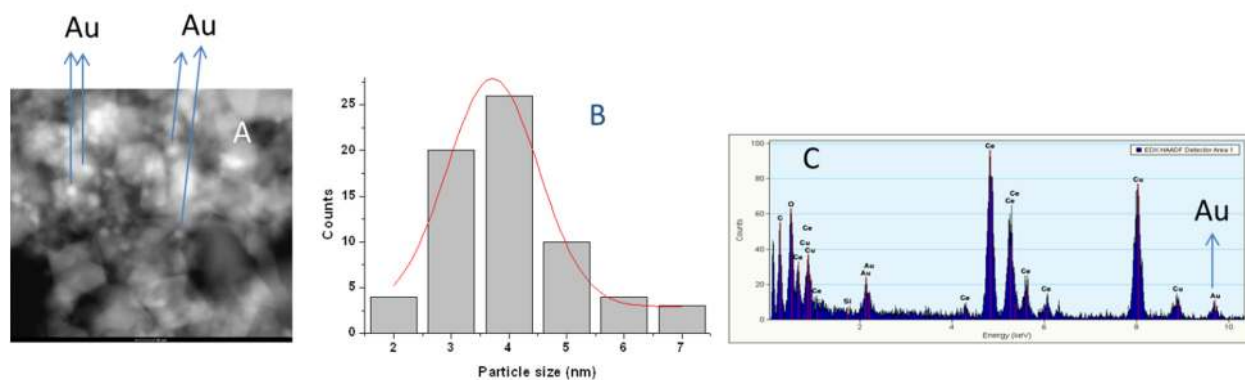 Au
Au
A
B
Counts
25
20
15
10
5
0
2
3
4
5
6
7
Particle size (nm)
C
EDX HAADF Detector Area 1
Au
Counts
100
80
60
40
20
0
C
O
Ce
Ce
Cu
Cu
Ce
Si
Au
Au
Ce
Ce
Ce
Ce
Ce
Ce
Cu
Cu
Au
2
4
6
8
10
Energy (keV)